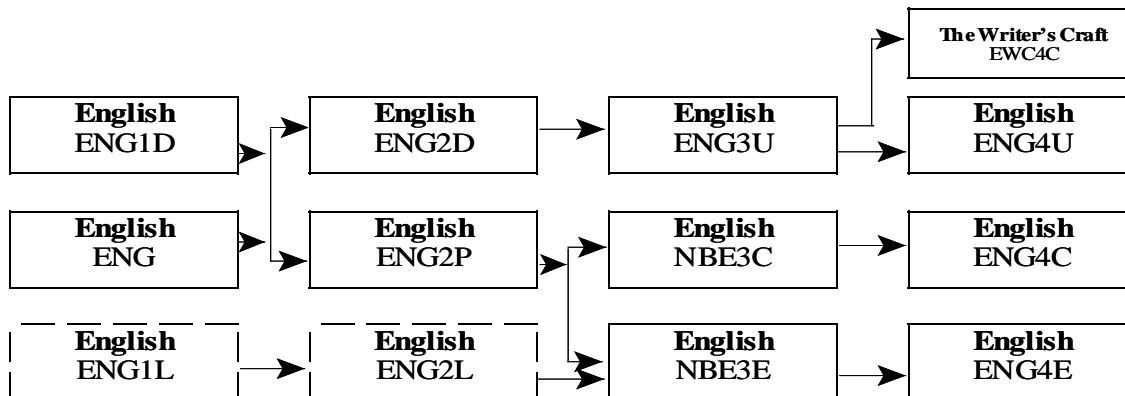 The Writer's Craft
EWC4C
English
ENG1D
English
ENG2D
English
ENG3U
English
ENG4U
English
ENG
English
ENG2P
English
NBE3C
English
ENG4C
English
ENG1L
English
ENG2L
English
NBE3E
English
ENG4E